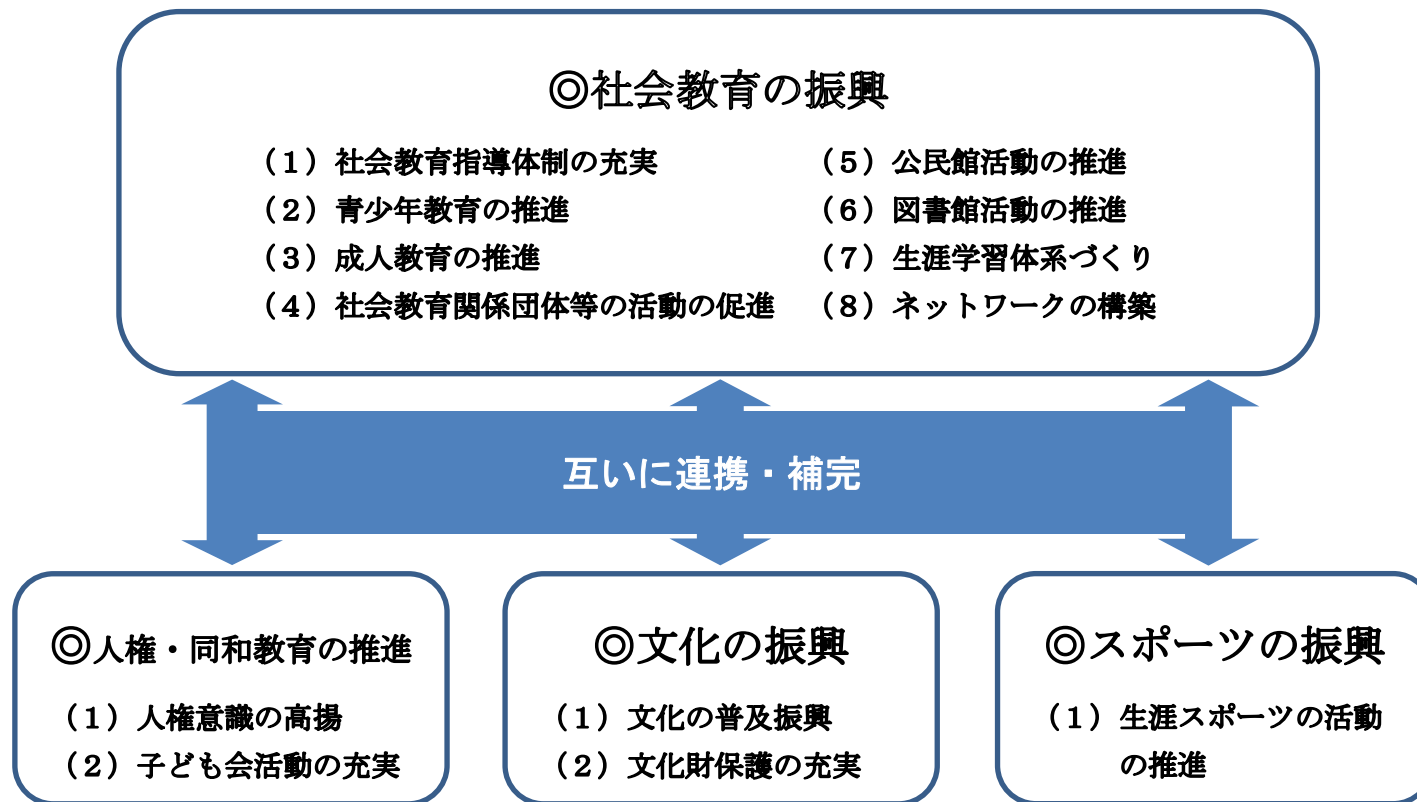 ◎社会教育の振興
（１）社会教育指導体制の充実
（２）青少年教育の推進
（３）成人教育の推進
（４）社会教育関係団体等の活動の促進
（５）公民館活動の推進
（６）図書館活動の推進
（７）生涯学習体系づくり
（８）ネットワークの構築
互いに連携・補完
◎人権・同和教育の推進
（１）人権意識の高揚
（２）子ども会活動の充実
◎文化の振興
（１）文化の普及振興
（２）文化財保護の充実
◎スポーツの振興
（１）生涯スポーツの活動
の推進